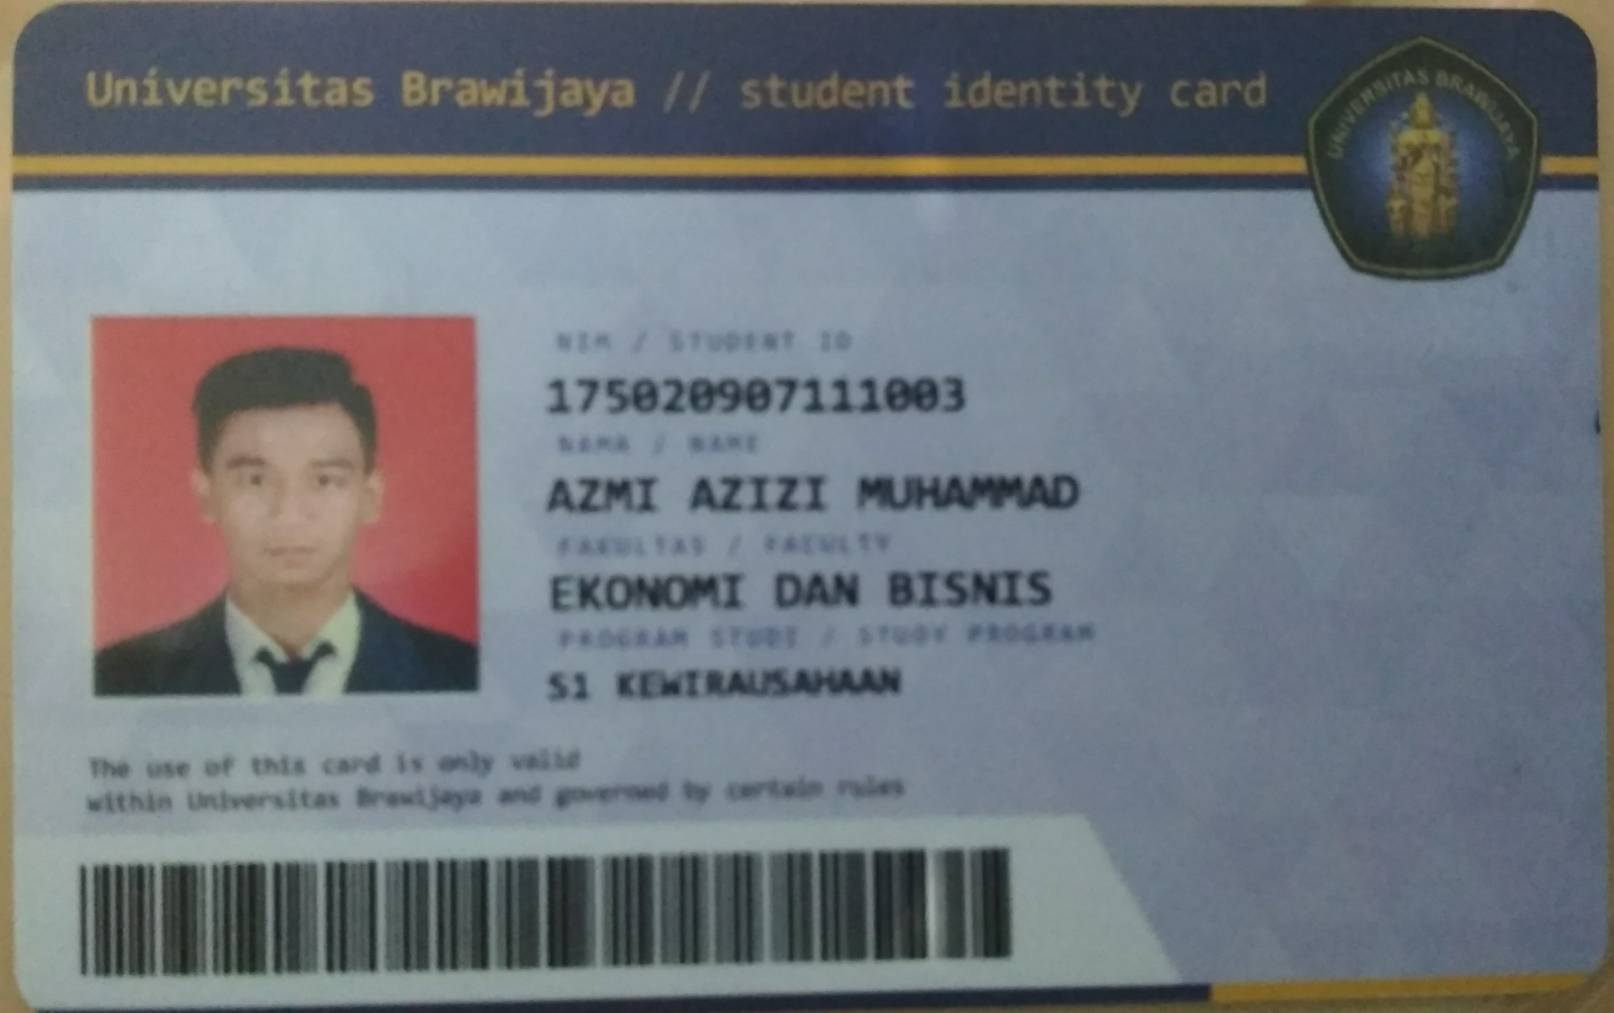 Universitas Brawijaya // student identity card
UNIVERSITAS BRAWIJAYA
NIM / STUDENT ID
175020907111003
NAMA / NAME
AZMI AZIZI MUHAMMAD
FAKULTAS / FACULTY
EKONOMI DAN BISNIS
PROGRAM STUDI / STUDY PROGRAM
S1 KEWIRAUSAHAAN
The use of this card is only valid
within Universitas Brawijaya and governed by certain rules